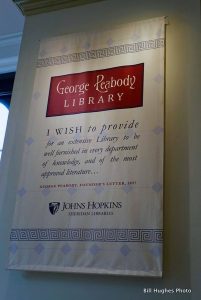 George Peabody
LIBRARY
I WISH to provide
for an extensive Library to be
well furnished in every department
of knowledge, and of the most
approved literature…
GEORGE PEABODY, FOUNDER'S LETTER, 1857
JOHNS HOPKINS
SHERIDAN LIBRARIES
Bill Hughes Photo